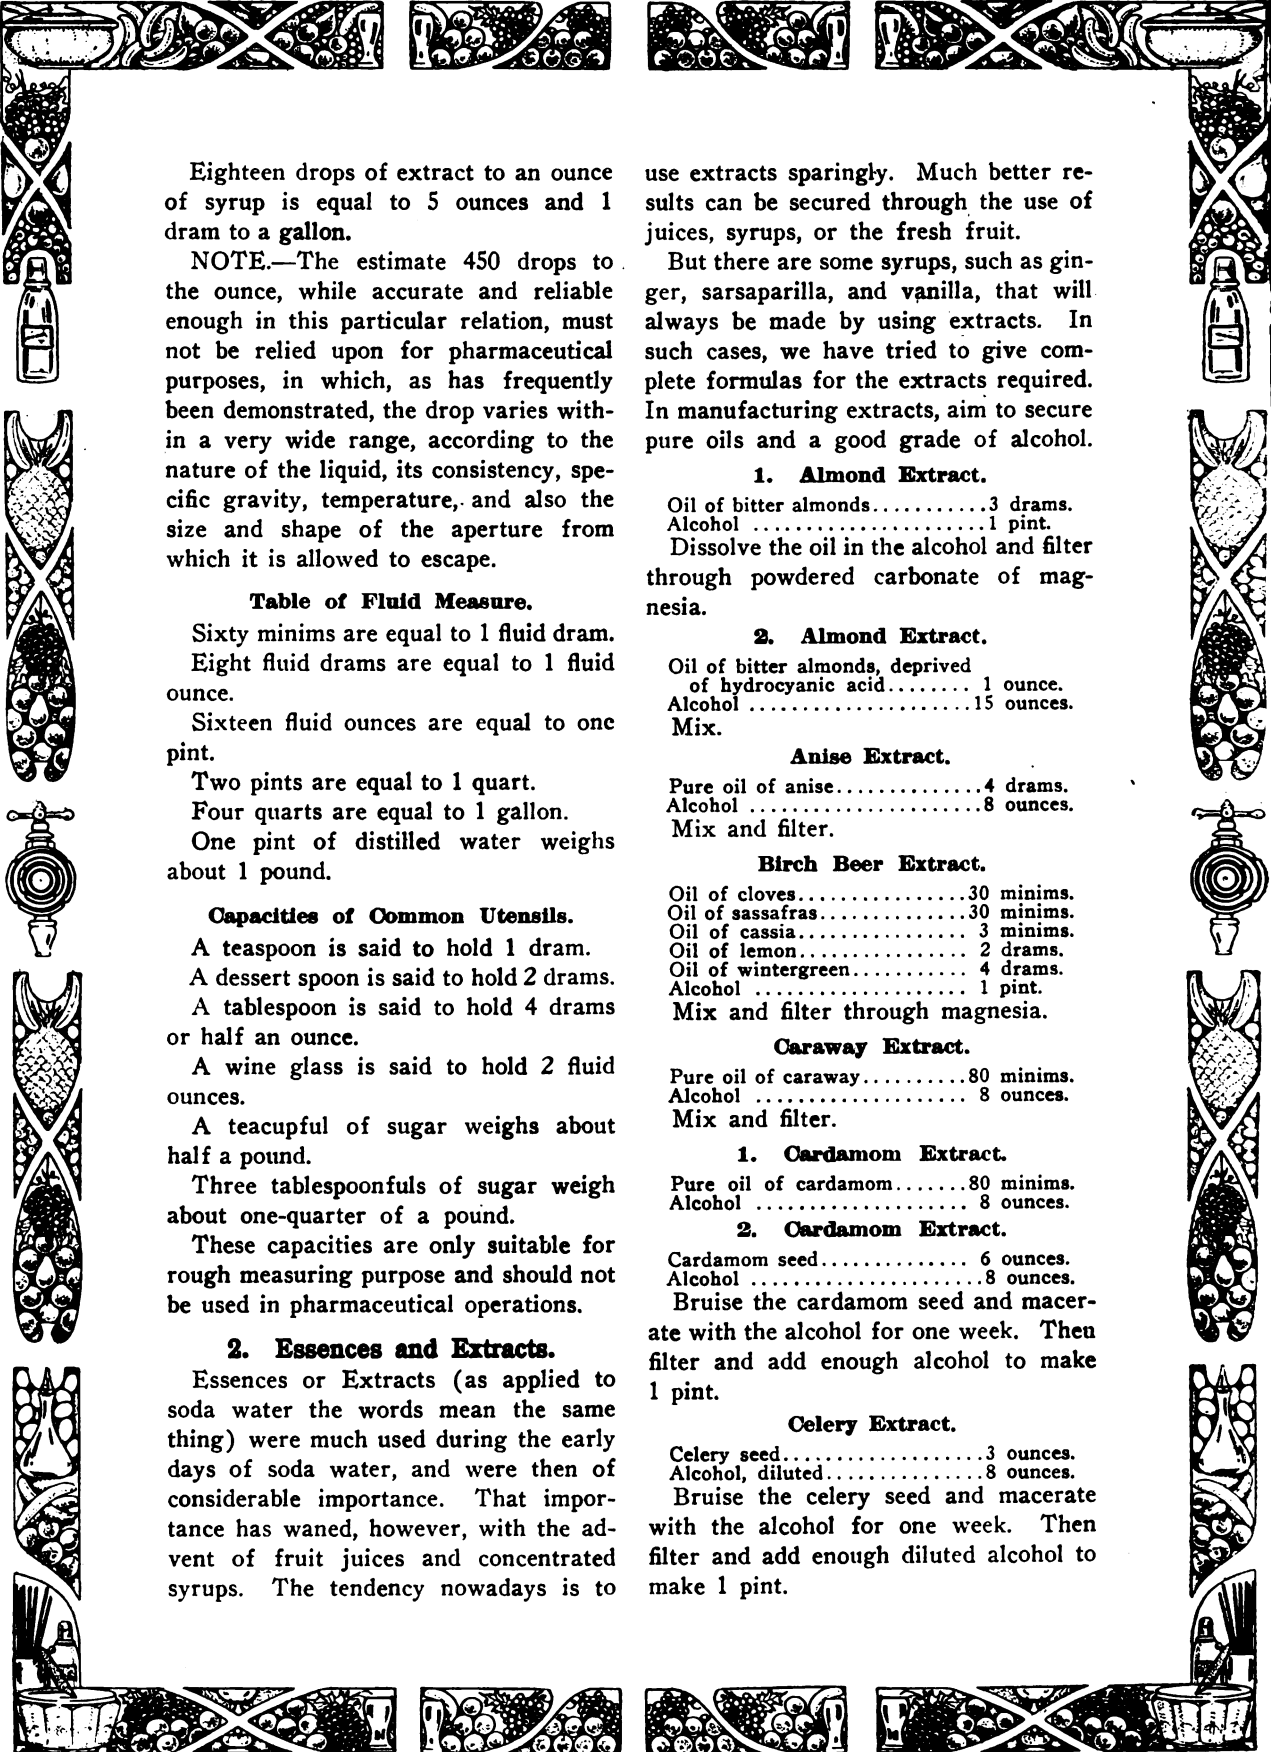 Eighteen drops of extract to an ounce
of syrup is equal to 5 ounces and 1
dram to a gallon.
NOTE.—The estimate 450 drops to
the ounce, while accurate and reliable
enough in this particular relation, must
not be relied upon for pharmaceutical
purposes, in which, as has frequently
been demonstrated, the drop varies with-
in a very wide range, according to the
nature of the liquid, its consistency, spe-
cific gravity, temperature, and also the
size and shape of the aperture from
which it is allowed to escape.
Table of Fluid Measure.
Sixty minims are equal to 1 fluid dram.
Eight fluid drams are equal to 1 fluid
ounce.
Sixteen fluid ounces are equal to one
pint.
Two pints are equal to 1 quart.
Four quarts are equal to 1 gallon.
One pint of distilled water weighs
about 1 pound.
Capacities of Common Utensils.
A teaspoon is said to hold 1 dram.
A dessert spoon is said to hold 2 drams.
A tablespoon is said to hold 4 drams
or half an ounce.
A wine glass is said to hold 2 fluid
ounces.
A teacupful of sugar weighs about
half a pound.
Three tablespoonfuls of sugar weigh
about one-quarter of a pound.
These capacities are only suitable for
rough measuring purpose and should not
be used in pharmaceutical operations.
2. Essences and Extracts.
Essences or Extracts (as applied to
soda water the words mean the same
thing) were much used during the early
days of soda water, and were then of
considerable importance. That impor-
tance has waned, however, with the ad-
vent of fruit juices and concentrated
syrups. The tendency nowadays is to
use extracts sparingly. Much better re-
sults can be secured through the use of
juices, syrups, or the fresh fruit.
But there are some syrups, such as gin-
ger, sarsaparilla, and vanilla, that will
always be made by using extracts. In
such cases, we have tried to give com-
plete formulas for the extracts required.
In manufacturing extracts, aim to secure
pure oils and a good grade of alcohol.
1. Almond Extract.
Oil of bitter almonds...........3 drams.
Alcohol ......................1 pint.
Dissolve the oil in the alcohol and filter
through powdered carbonate of mag-
nesia.
2. Almond Extract.
Oil of bitter almonds, deprived
of hydrocyanic acid........ 1 ounce.
Alcohol .....................15 ounces.
Mix.
Anise Extract.
Pure oil of anise..............4 drams.
Alcohol ......................8 ounces.
Mix and filter.
Birch Beer Extract.
Oil of cloves................30 minims.
Oil of sassafras..............30 minims.
Oil of cassia................ 3 minims.
Oil of lemon................ 2 drams.
Oil of wintergreen........... 4 drams.
Alcohol .................... 1 pint.
Mix and filter through magnesia.
Caraway Extract.
Pure oil of caraway..........80 minims.
Alcohol .................... 8 ounces.
Mix and filter.
1. Cardamom Extract.
Pure oil of cardamom.......80 minims.
Alcohol .................... 8 ounces.
2. Cardamom Extract.
Cardamom seed.............. 6 ounces.
Alcohol ......................8 ounces.
Bruise the cardamom seed and macer-
ate with the alcohol for one week. Then
filter and add enough alcohol to make
1 pint.
Celery Extract.
Celery seed...................3 ounces.
Alcohol, diluted...............8 ounces.
Bruise the celery seed and macerate
with the alcohol for one week. Then
filter and add enough diluted alcohol to
make 1 pint.